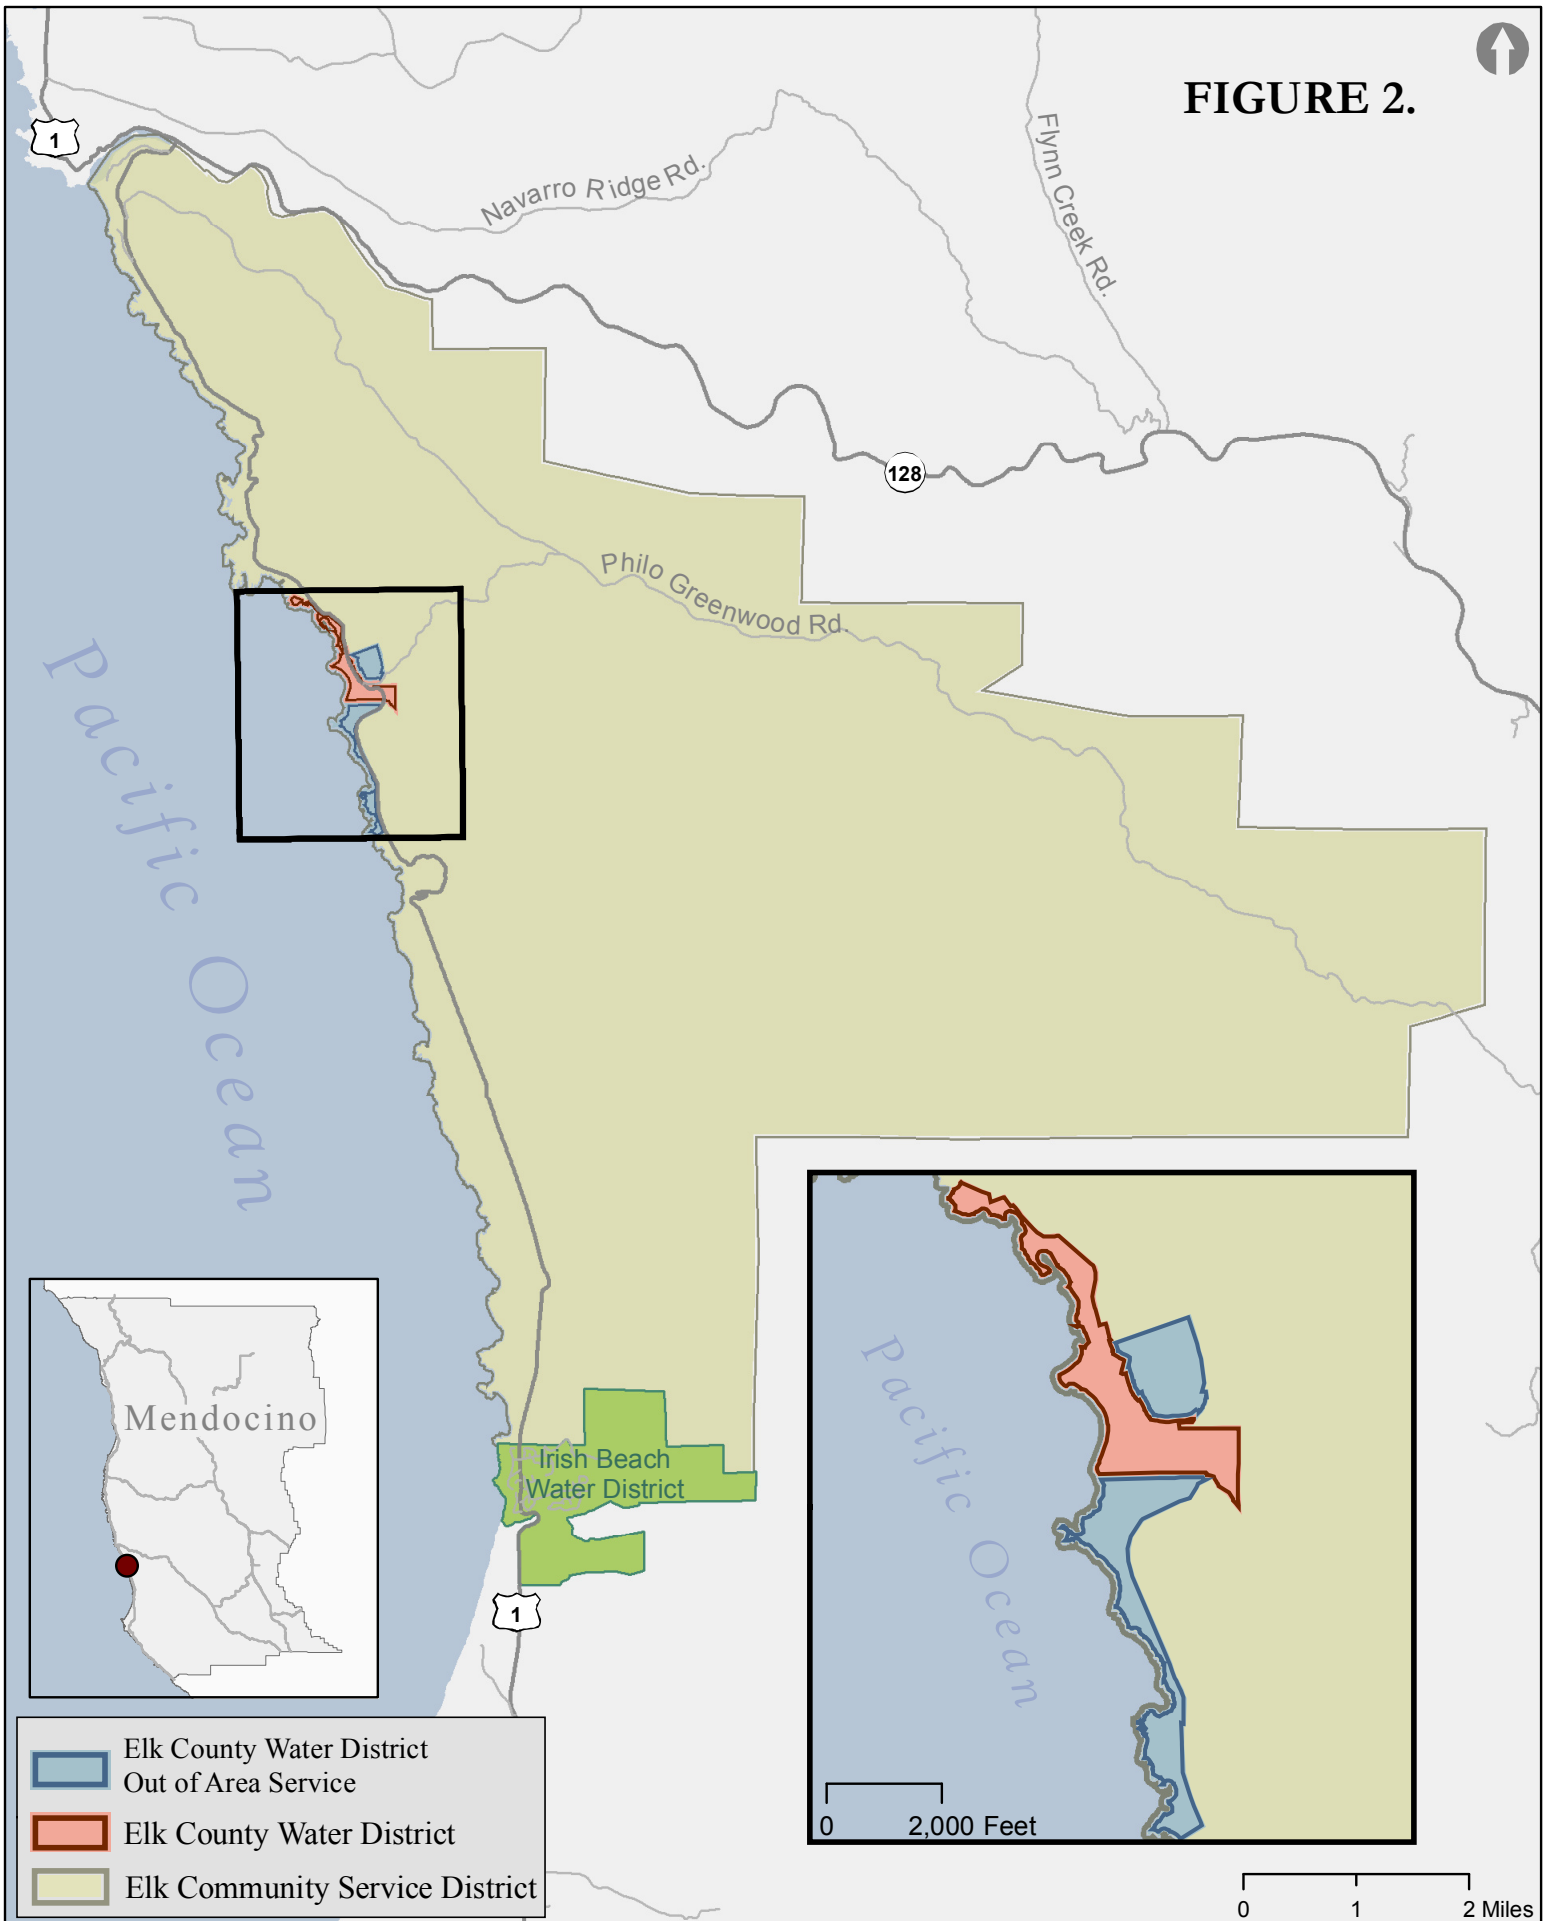 FIGURE 2.
1
Navarro Ridge Rd.
Flynn Creek Rd.
128
Philo Greenwood Rd.
Pacific Ocean
Irish Beach
Water District
1
Mendocino
Pacific Ocean
0 2,000 Feet
Elk County Water District
Out of Area Service
Elk County Water District
Elk Community Service District
0 1 2 Miles